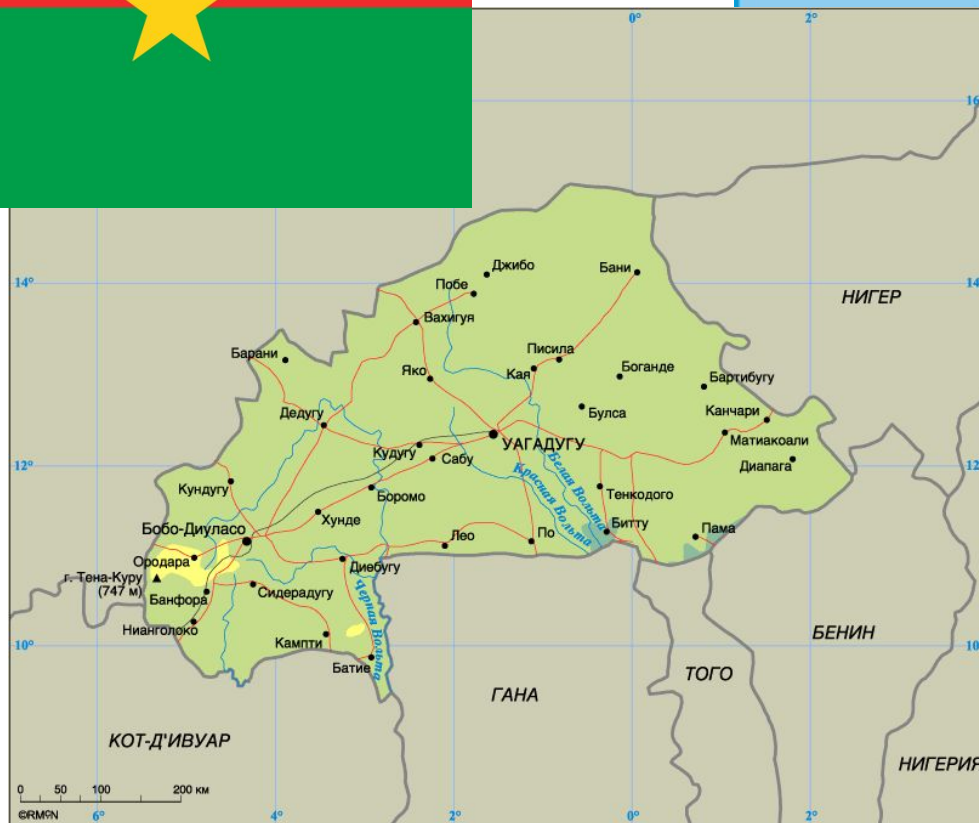 0°
2°
16
14°
14
Джибо
Бани
Побе
НИГЕР
Вахигуя
Барани
Писила
Яко
Кая
Боганде
Бартибугу
Дедугу
Булса
Канчари
УАГАДУГУ
Матиакоали
Кудугу
Сабу
Диапага
12°
12
Белая Вольта
Красная Вольта
Кундугу
Боромо
Тенкодого
Хунде
Бобо-Диуласо
Битту
Лео
По
Пама
Ородара
Диебугу
г. Тена-Куру
(747 м)
Банфора
Сидерадугу
Черная Вольта
Нианголоко
Кампти
БЕНИН
10°
10
Батие
ТОГО
ГАНА
КОТ-Д'ИВУАР
НИГЕРИЯ
0 50 100 200 км
©RMCN
6°
2°
0°
2°